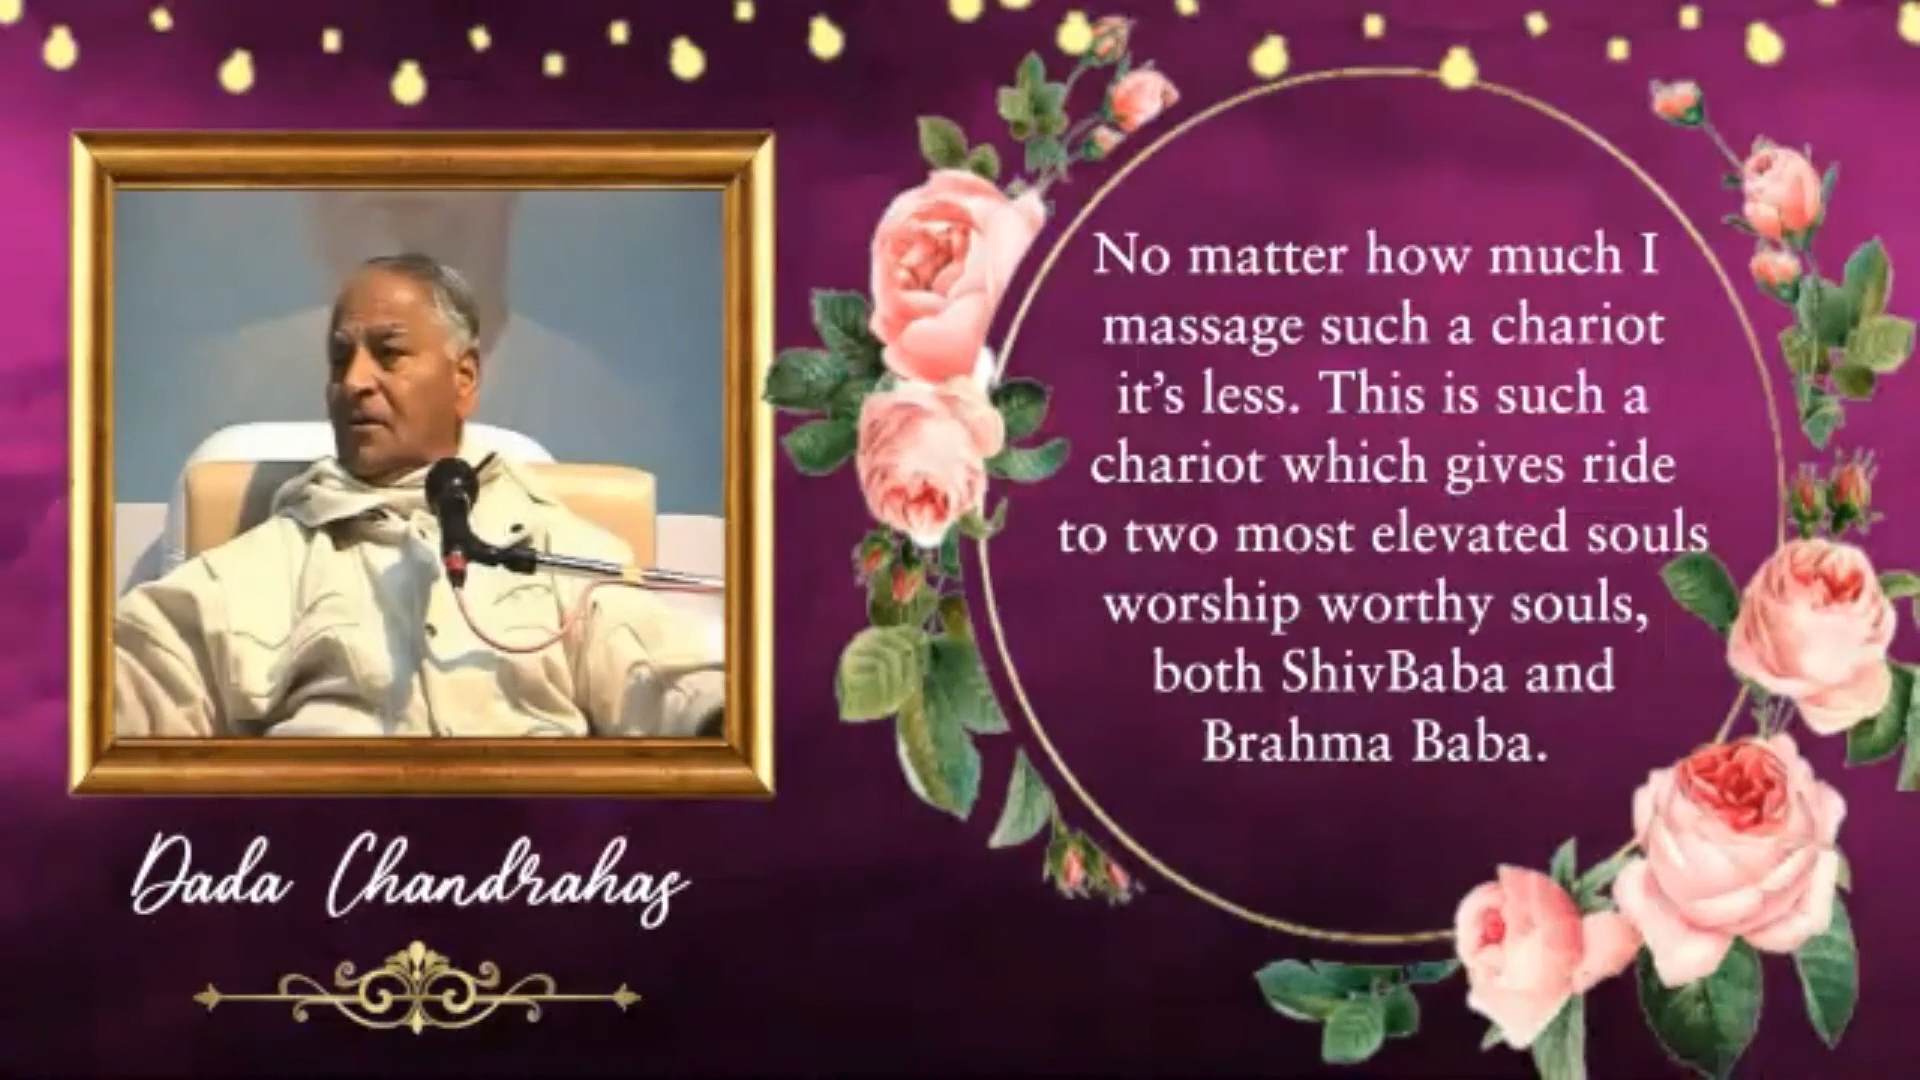 No matter how much I
massage such a chariot
it’s less. This is such a
chariot which gives ride
to two most elevated souls
worship worthy souls,
both ShivBaba and
Brahma Baba.
Dada Chandrahas